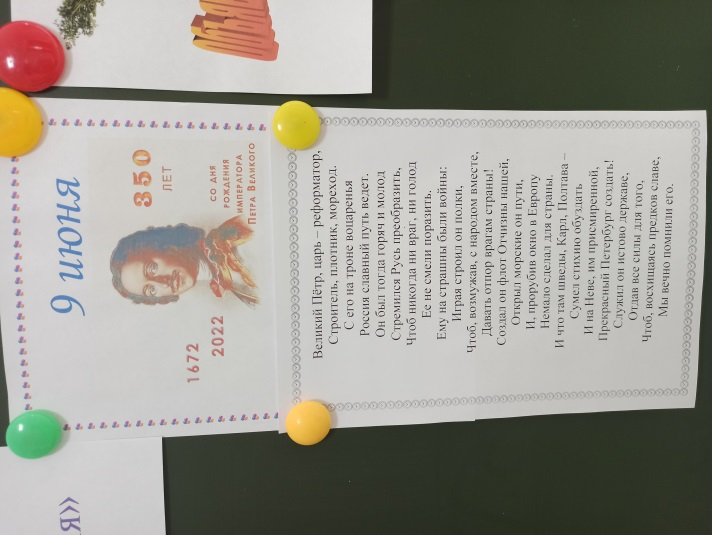 9 июня
1672
2022
350
ЛЕТ
СО ДНЯ
РОЖДЕНИЯ
ИМПЕРАТОРА
ПЕТРА ВЕЛИКОГО
Великий Пётр, царь – реформатор,
Строитель, плотник, мореход.
С его на троне воцаренья
Россия славный путь ведет.
Он был тогда горяч и молод
Стремился Русь преобразить,
Чтоб никогда ни враг, ни голод
Ее не смели поразить.
Ему на страшны были войны:
Играя строил он полки,
Чтоб, возмужав, с народом вместе,
Давать отпор врагам страны!
Создал он флот Отчизны нашей,
Открыл морские он пути,
И, прорубив окно в Европу
Немало сделал для страны.
И что там шведы, Карл, Полтава –
Сумел стихию обуздать
И на Неве, им присмиренной,
Прекрасный Петербург создать!
Служил он истово державе,
Отдав все силы для того,
Чтоб, восхищаясь предков славе,
Мы вечно помнили его.
Я»